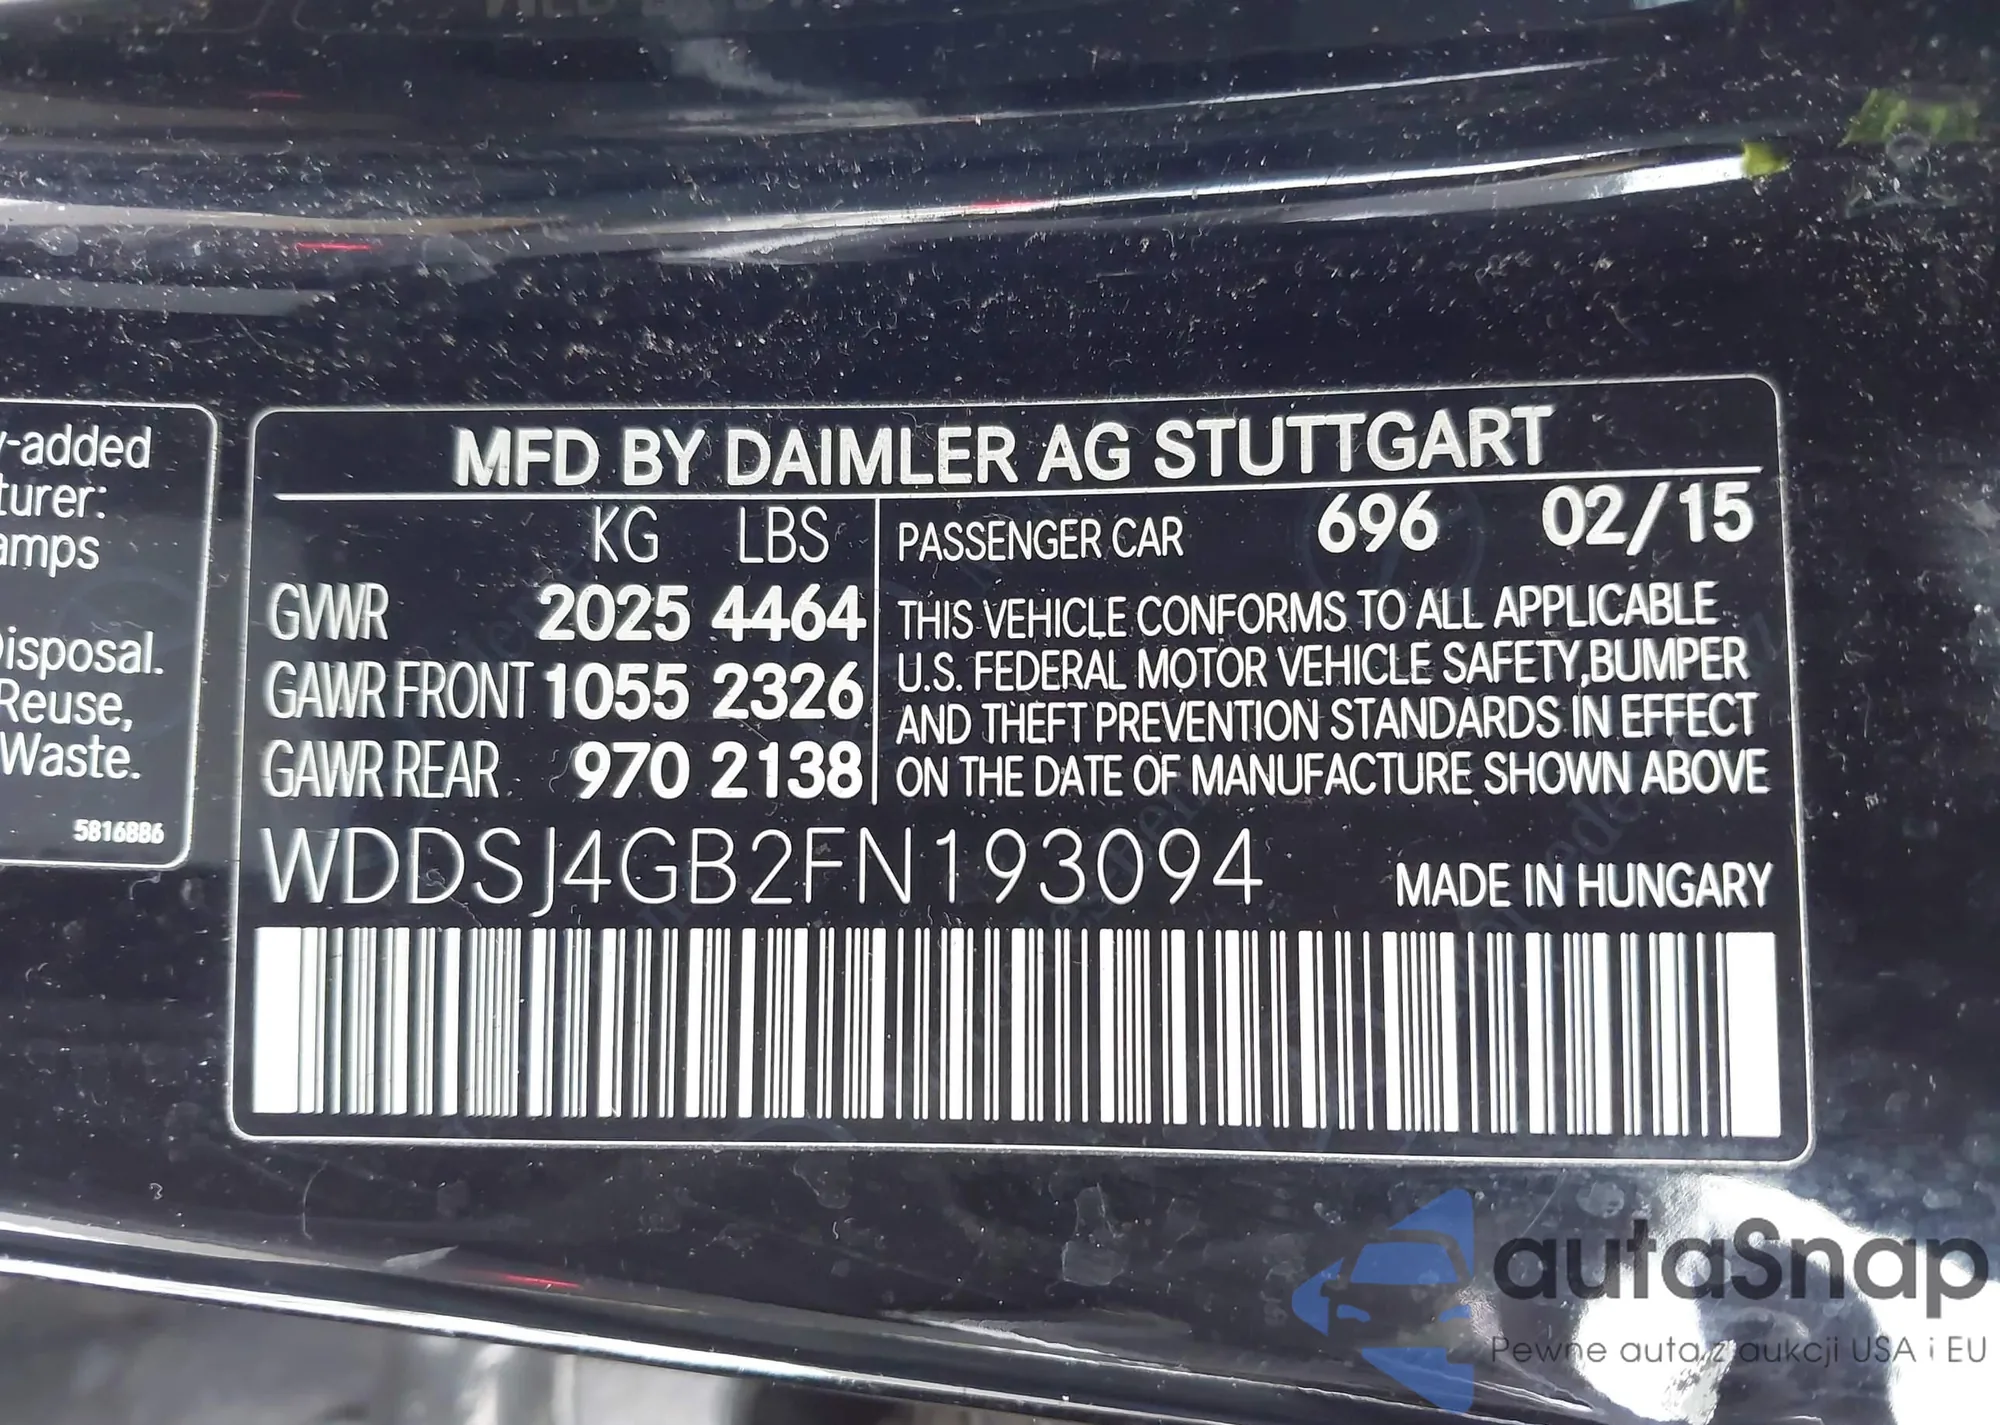 y-added
turer:
amps
Disposal.
Reuse,
Waste.
5816886
MFD BY DAIMLER AG STUTTGART
KG LBS
GVWR 2025 4464
GAWR FRONT 1055 2326
GAWR REAR 970 2138
PASSENGER CAR 696 02/15
THIS VEHICLE CONFORMS TO ALL APPLICABLE
U.S. FEDERAL MOTOR VEHICLE SAFETY,BUMPER
AND THEFT PREVENTION STANDARDS IN EFFECT
ON THE DATE OF MANUFACTURE SHOWN ABOVE
WDDSJ4GB2FN193094
MADE IN HUNGARY
autaSnap
Pewne auta z aukcji USA i EU